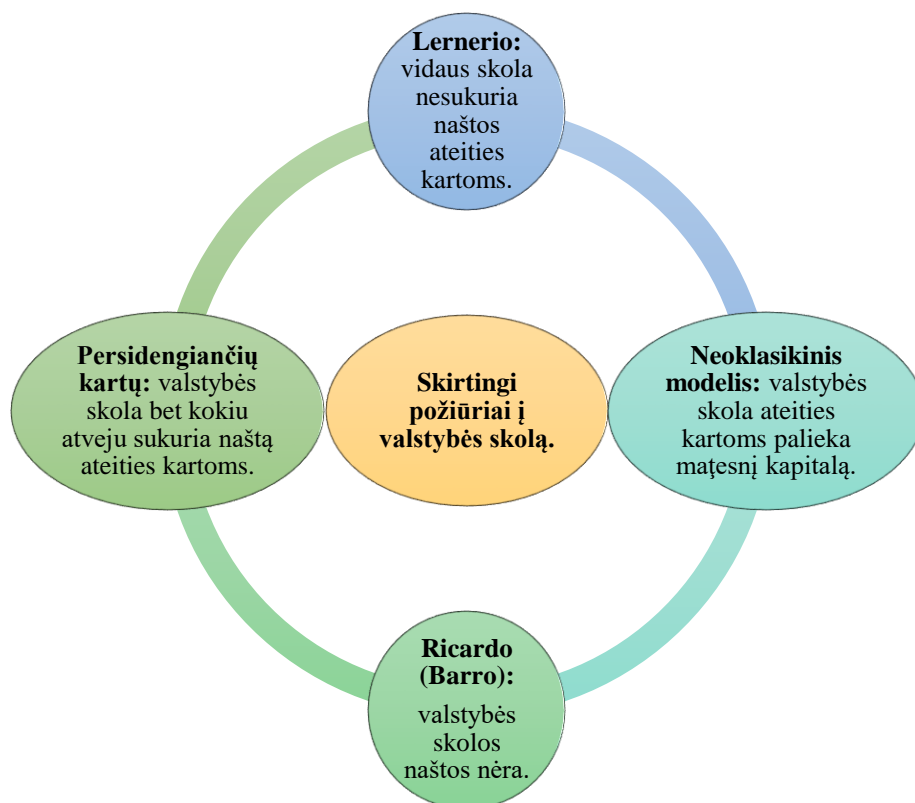 Lernerio:
vidaus skola
nesukuria
naštos
ateities
kartoms.
Persidengiančių
kartų: valstybės
skola bet kokiu
atveju sukuria naštą
ateities kartoms.
Skirtingi
požiūriai į
valstybės skolą.
Neoklasikinis
modelis: valstybės
skola ateities
kartoms palieka
maţesnį kapitalą.
Ricardo
(Barro):
valstybės
skolos
naštos nėra.